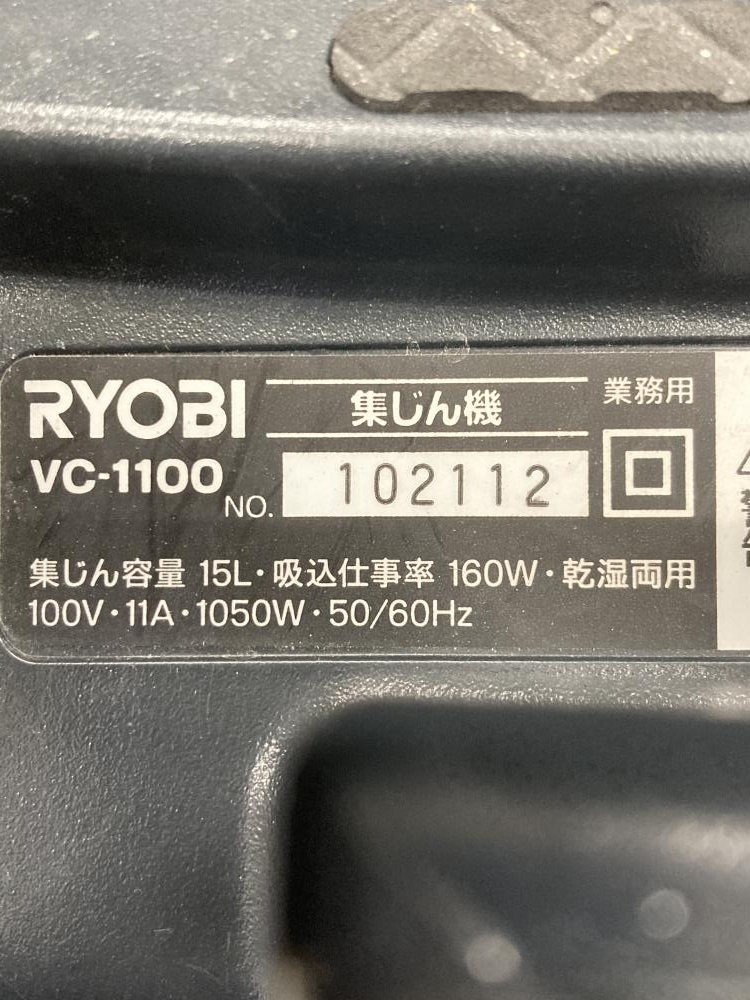 RYOBI 集じん機 業務用
VC-1100 NO. 102112
集じん容量 15L・吸込仕事率 160W・乾湿両用
100V・11A・1050W・50/60Hz